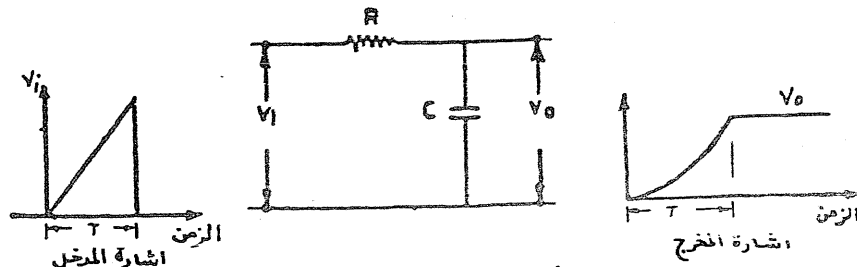 Vi
T
الزمن
اشارة المدخل
R
VI
C
Vo
Vo
T
الزمن
اشارة المخرج